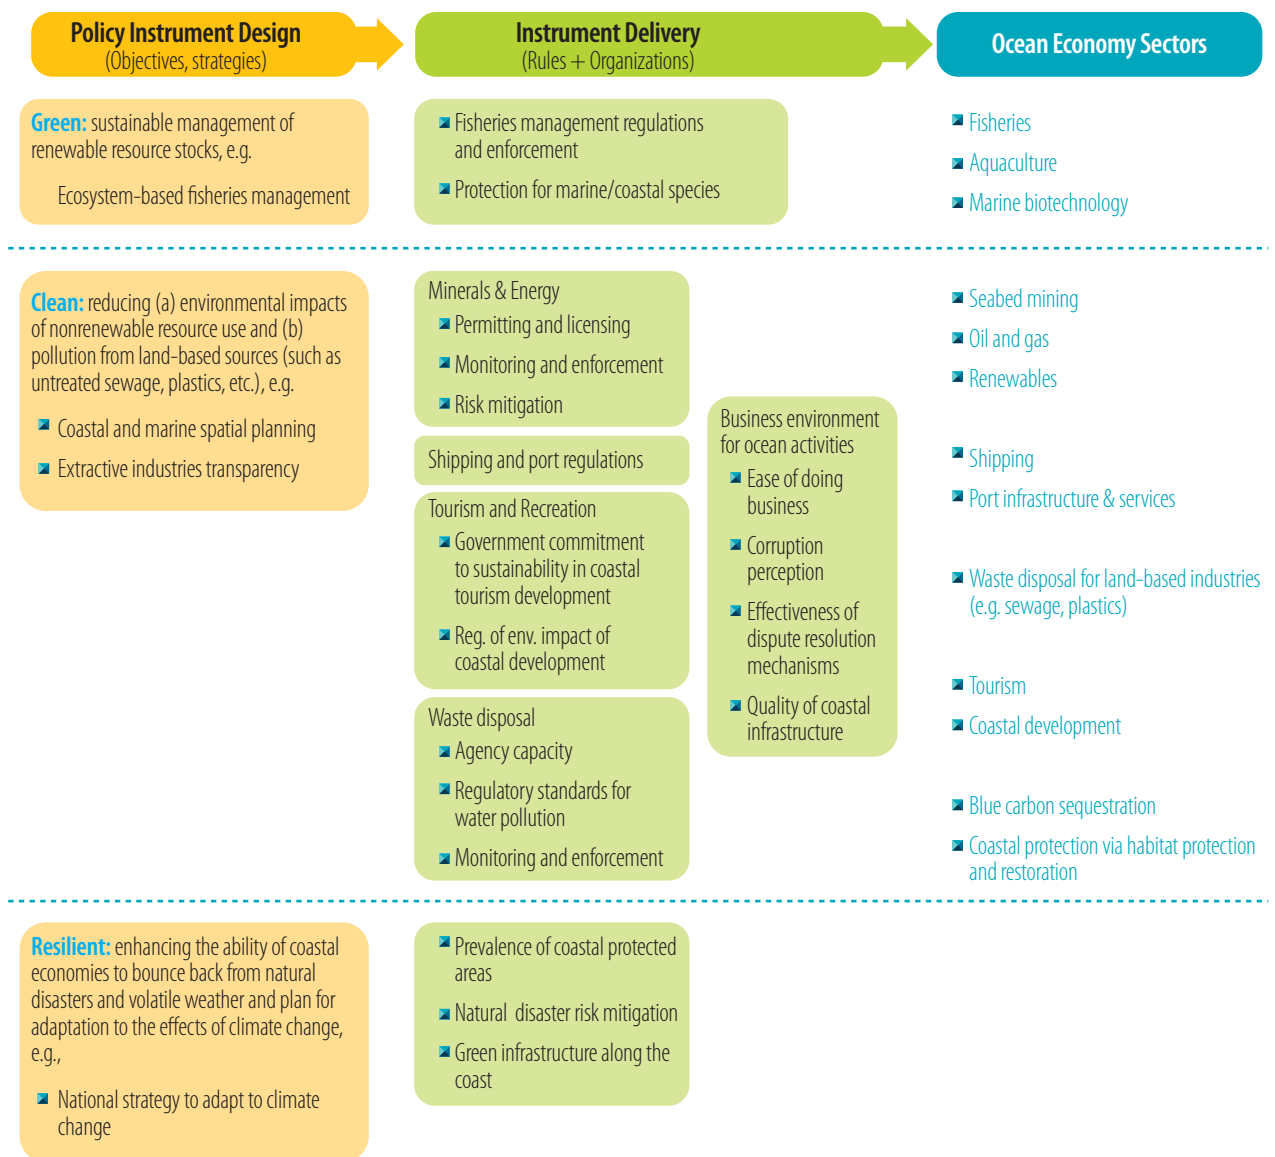 Policy Instrument Design
(Objectives, strategies)
Instrument Delivery
(Rules + Organizations)
Ocean Economy Sectors
Green: sustainable management of
renewable resource stocks, e.g.
Ecosystem-based fisheries management
Fisheries management regulations
and enforcement
Protection for marine/coastal species
Fisheries
Aquaculture
Marine biotechnology
Clean: reducing (a) environmental impacts
of nonrenewable resource use and (b)
pollution from land-based sources (such as
untreated sewage, plastics, etc.), e.g.
Coastal and marine spatial planning
Extractive industries transparency
Minerals & Energy
Permitting and licensing
Monitoring and enforcement
Risk mitigation
Shipping and port regulations
Tourism and Recreation
Government commitment
to sustainability in coastal
tourism development
Reg. of env. impact of
coastal development
Waste disposal
Agency capacity
Regulatory standards for
water pollution
Monitoring and enforcement
Business environment
for ocean activities
Ease of doing
business
Corruption
perception
Effectiveness of
dispute resolution
mechanisms
Quality of coastal
infrastructure
Seabed mining
Oil and gas
Renewables
Shipping
Port infrastructure & services
Waste disposal for land-based industries
(e.g. sewage, plastics)
Tourism
Coastal development
Blue carbon sequestration
Coastal protection via habitat protection
and restoration
Resilient: enhancing the ability of coastal
economies to bounce back from natural
disasters and volatile weather and plan for
adaptation to the effects of climate change,
e.g.,
National strategy to adapt to climate
change
Prevalence of coastal protected
areas
Natural disaster risk mitigation
Green infrastructure along the
coast